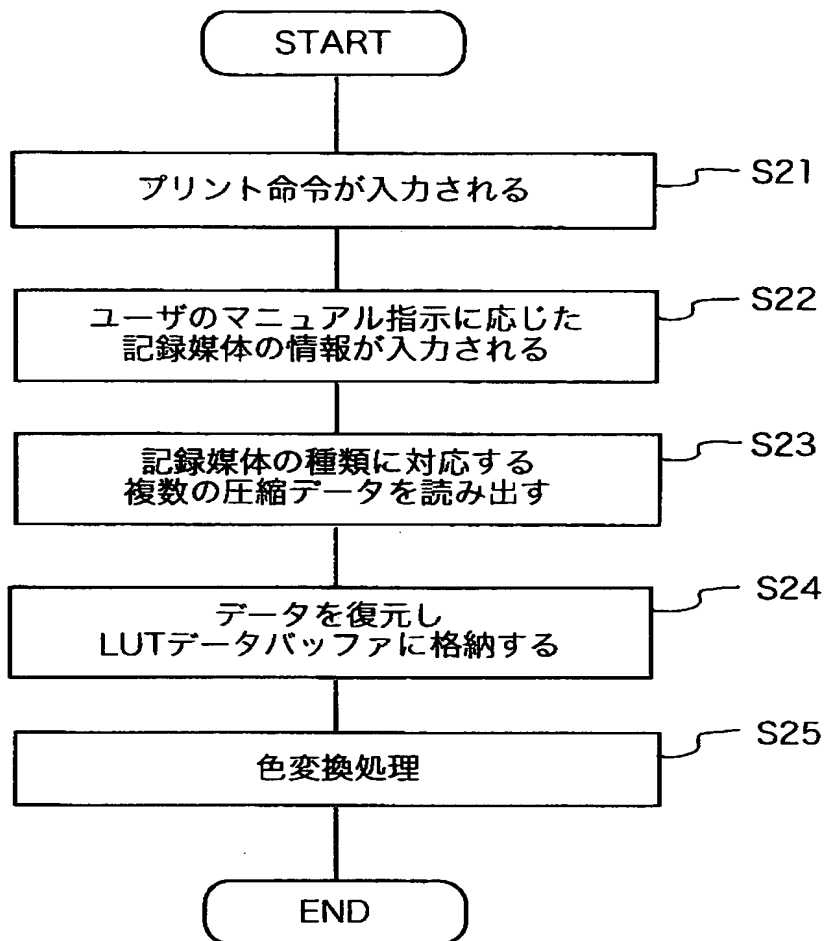 START
プリント命令が入力される
S21
ユーザのマニュアル指示に応じた
記録媒体の情報が入力される
S22
記録媒体の種類に対応する
複数の圧縮データを読み出す
S23
データを復元し
LUTデータバッファに格納する
S24
色変換処理
S25
END